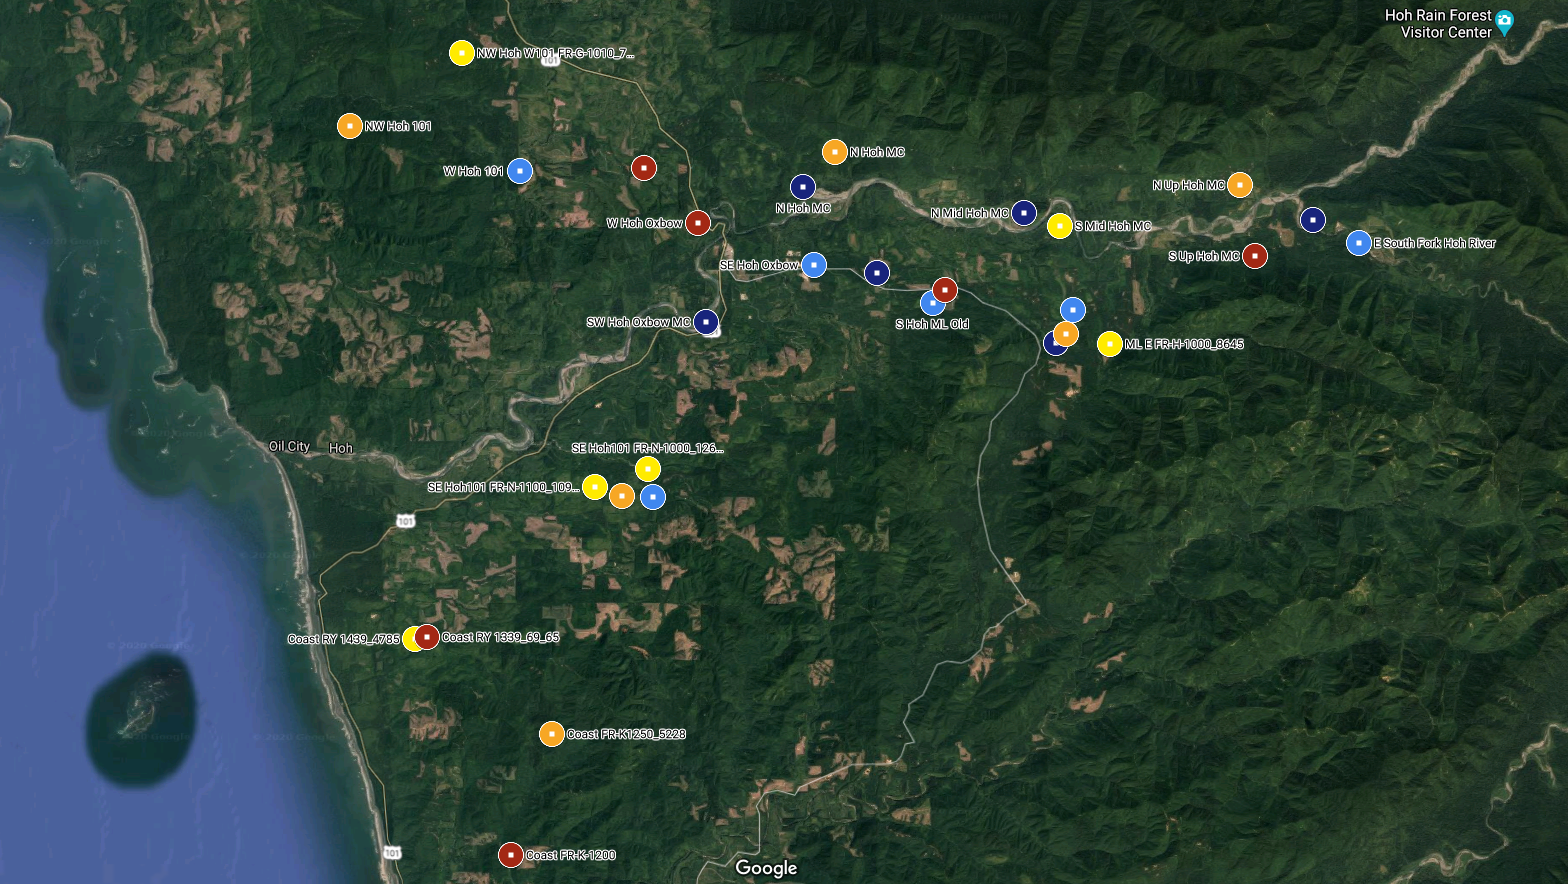 Hoh Rain Forest
Visitor Center
NW Hoh W101 FR-G-1010_7...
101
NW Hoh 101
N Hoh MC
W Hoh 101
N Up Hoh MC
N Hoh MC
N Mid Hoh MC
W Hoh Oxbow
S Mid Hoh MC
E South Fork Hoh River
S Up Hoh MC
SE Hoh Oxbow
SW Hoh Oxbow MC
S Hoh ML Old
ML E FR-H-1000_8645
Oil City
Hoh
SE Hoh101 FR-N-1000_126...
SE Hoh101 FR-N-1100_109...
101
Coast RY 1439_4785
Coast RY 1339_69_65
Coast FR-K1250_5228
Coast FR-K-1200
101
Google